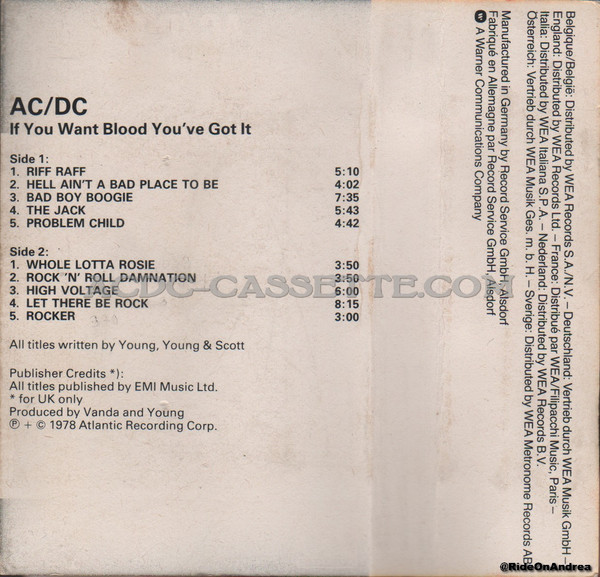 AC/DC
If You Want Blood You've Got It
Side 1:
1. RIFF RAFF 5:10
2. HELL AIN'T A BAD PLACE TO BE 4:02
3. BAD BOY BOOGIE 7:35
4. THE JACK 5:43
5. PROBLEM CHILD 4:42
Side 2:
1. WHOLE LOTTA ROSIE 3:50
2. ROCK 'N' ROLL DAMNATION 3:50
3. HIGH VOLTAGE 6:00
4. LET THERE BE ROCK 8:15
5. ROCKER 3:00
All titles written by Young, Young & Scott
Publisher Credits *):
All titles published by EMI Music Ltd.
* for UK only
Produced by Vanda and Young
Ⓟ + © 1978 Atlantic Recording Corp.
ACDC-CASSETTE.COM
Belgique/België: Distributed by WEA Records S.A./N.V. – Deutschland: Vertrieb durch WEA Musik GmbH –
England: Distributed by WEA Records Ltd. – France: Distribué par WEA/Filipacchi Music, Paris –
Italia: Distributed by WEA Italiana S.P.A. – Nederland: Distributed by WEA Records B.V.
Österreich: Vertrieb durch WEA Musik Ges. m. b. H. – Sverige: Distributed by WEA Metronome Records AB
Manufactured in Germany by Record Service GmbH, Alsdorf
Fabriqué en Allemagne par Record Service GmbH, Alsdorf
A Warner Communications Company
@RideOnAndrea